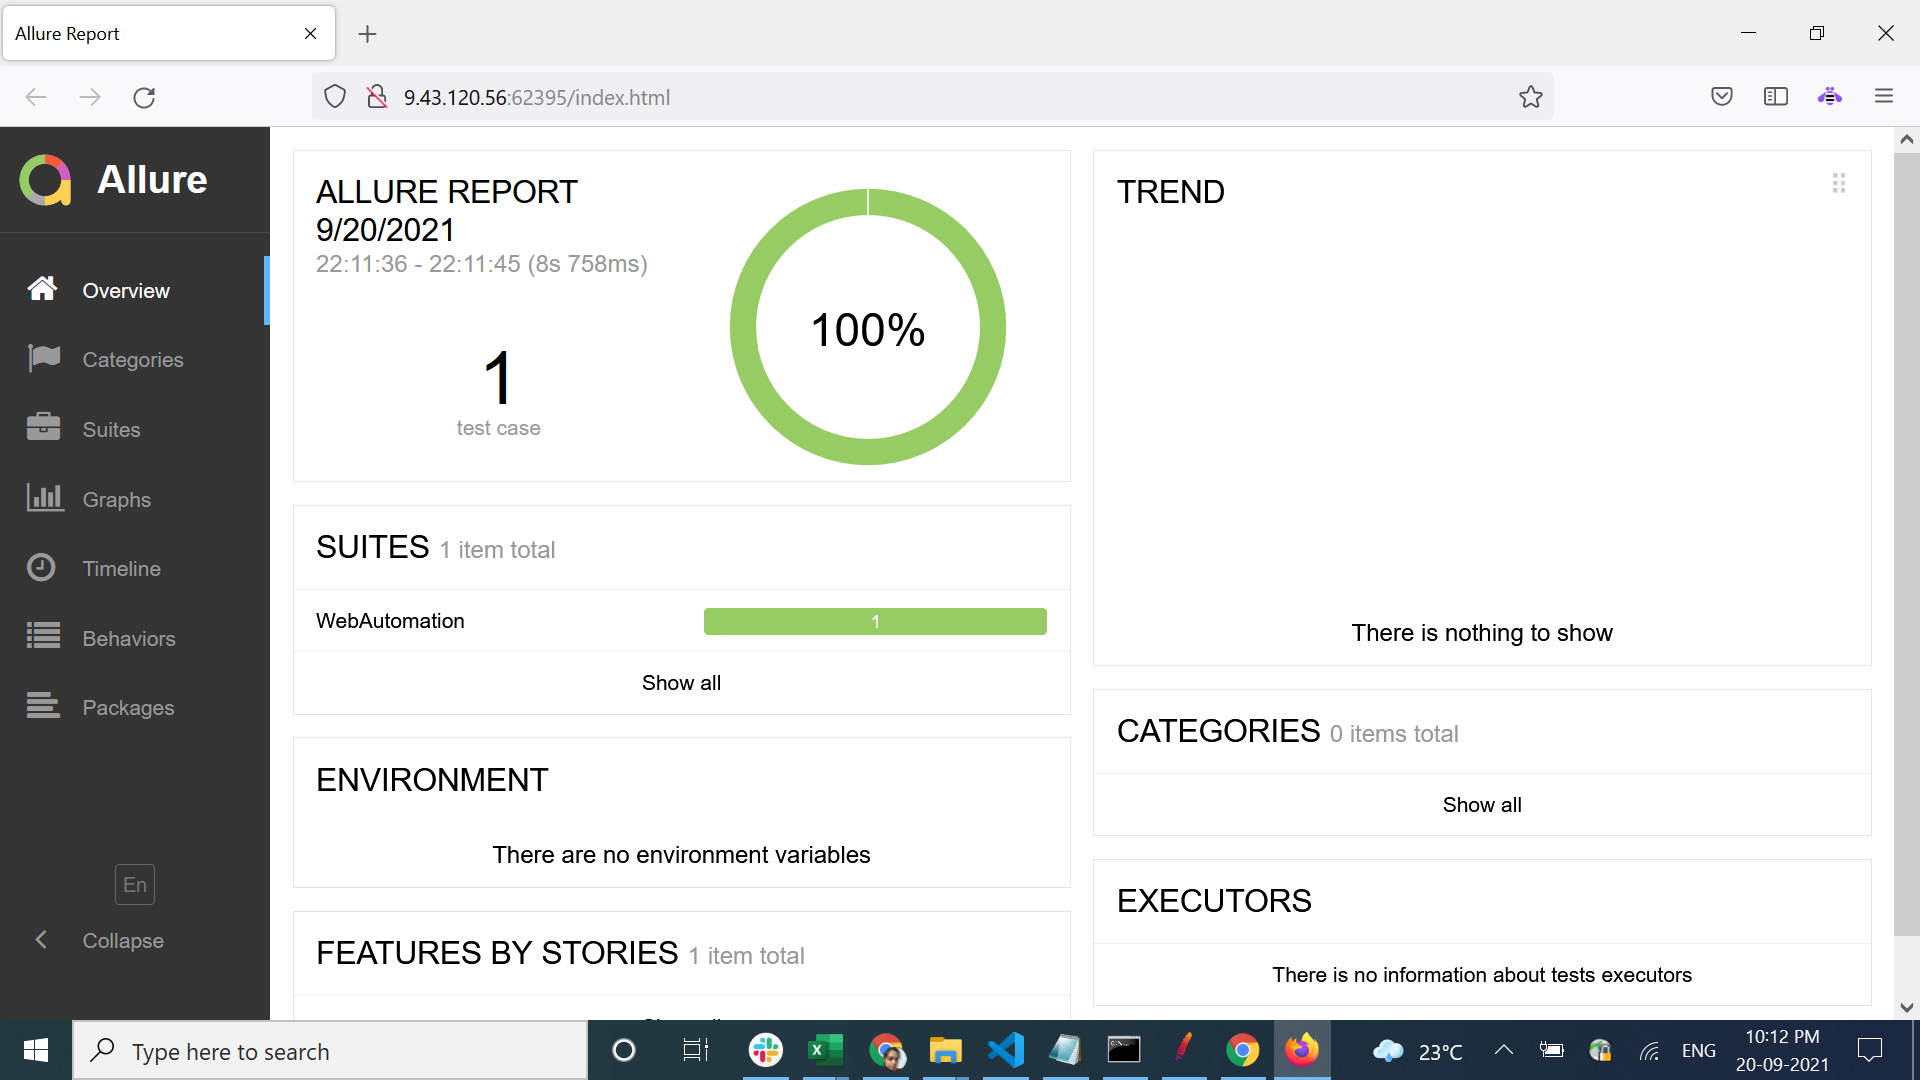 Allure Report
9.43.120.56:62395/index.html
Allure
Overview
Categories
Suites
Graphs
Timeline
Behaviors
Packages
En
Collapse
ALLURE REPORT
9/20/2021
22:11:36 - 22:11:45 (8s 758ms)
1
test case
100%
SUITES 1 item total
WebAutomation 1
Show all
ENVIRONMENT
There are no environment variables
FEATURES BY STORIES 1 item total
TREND
There is nothing to show
CATEGORIES 0 items total
Show all
EXECUTORS
There is no information about tests executors
Type here to search
23°C
ENG
10:12 PM
20-09-2021